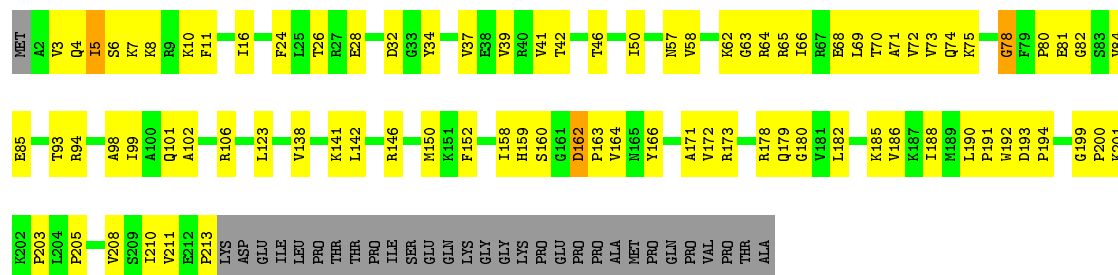 MET A2 V3 Q4 I5 S6 K7 K8 R9 K10 F11 I16 F24 L25 T26 R27 E28 D32 G33 Y34 V37 E38 V39 R40 V41 T42 T46 I50 N57 V58 K62 G63 R64 R65 I66 R67 E68 L69 T70 A71 V72 V73 Q74 K75 G78 F79 P80 E81 G82 S83 V84
E85 T93 R94 A98 I99 A100 Q101 A102 R106 L123 V138 K141 L142 R146 M150 K151 F152 I158 H159 S160 G161 D162 P163 V164 N165 Y166 A171 V172 R173 R178 Q179 G180 V181 L182 K185 V186 K187 I188 M189 L190 P191 W192 D193 P194 G199 P200 K201
K202 P203 L204 P205 V208 S209 I210 V211 E212 P213 LYS ASP GLU ILE LEU PRO THR THR PRO ILE SER GLU GLN LYS GLY GLY LYS PRO GLU PRO PRO ALA MET PRO GLN PRO VAL PRO THR ALA